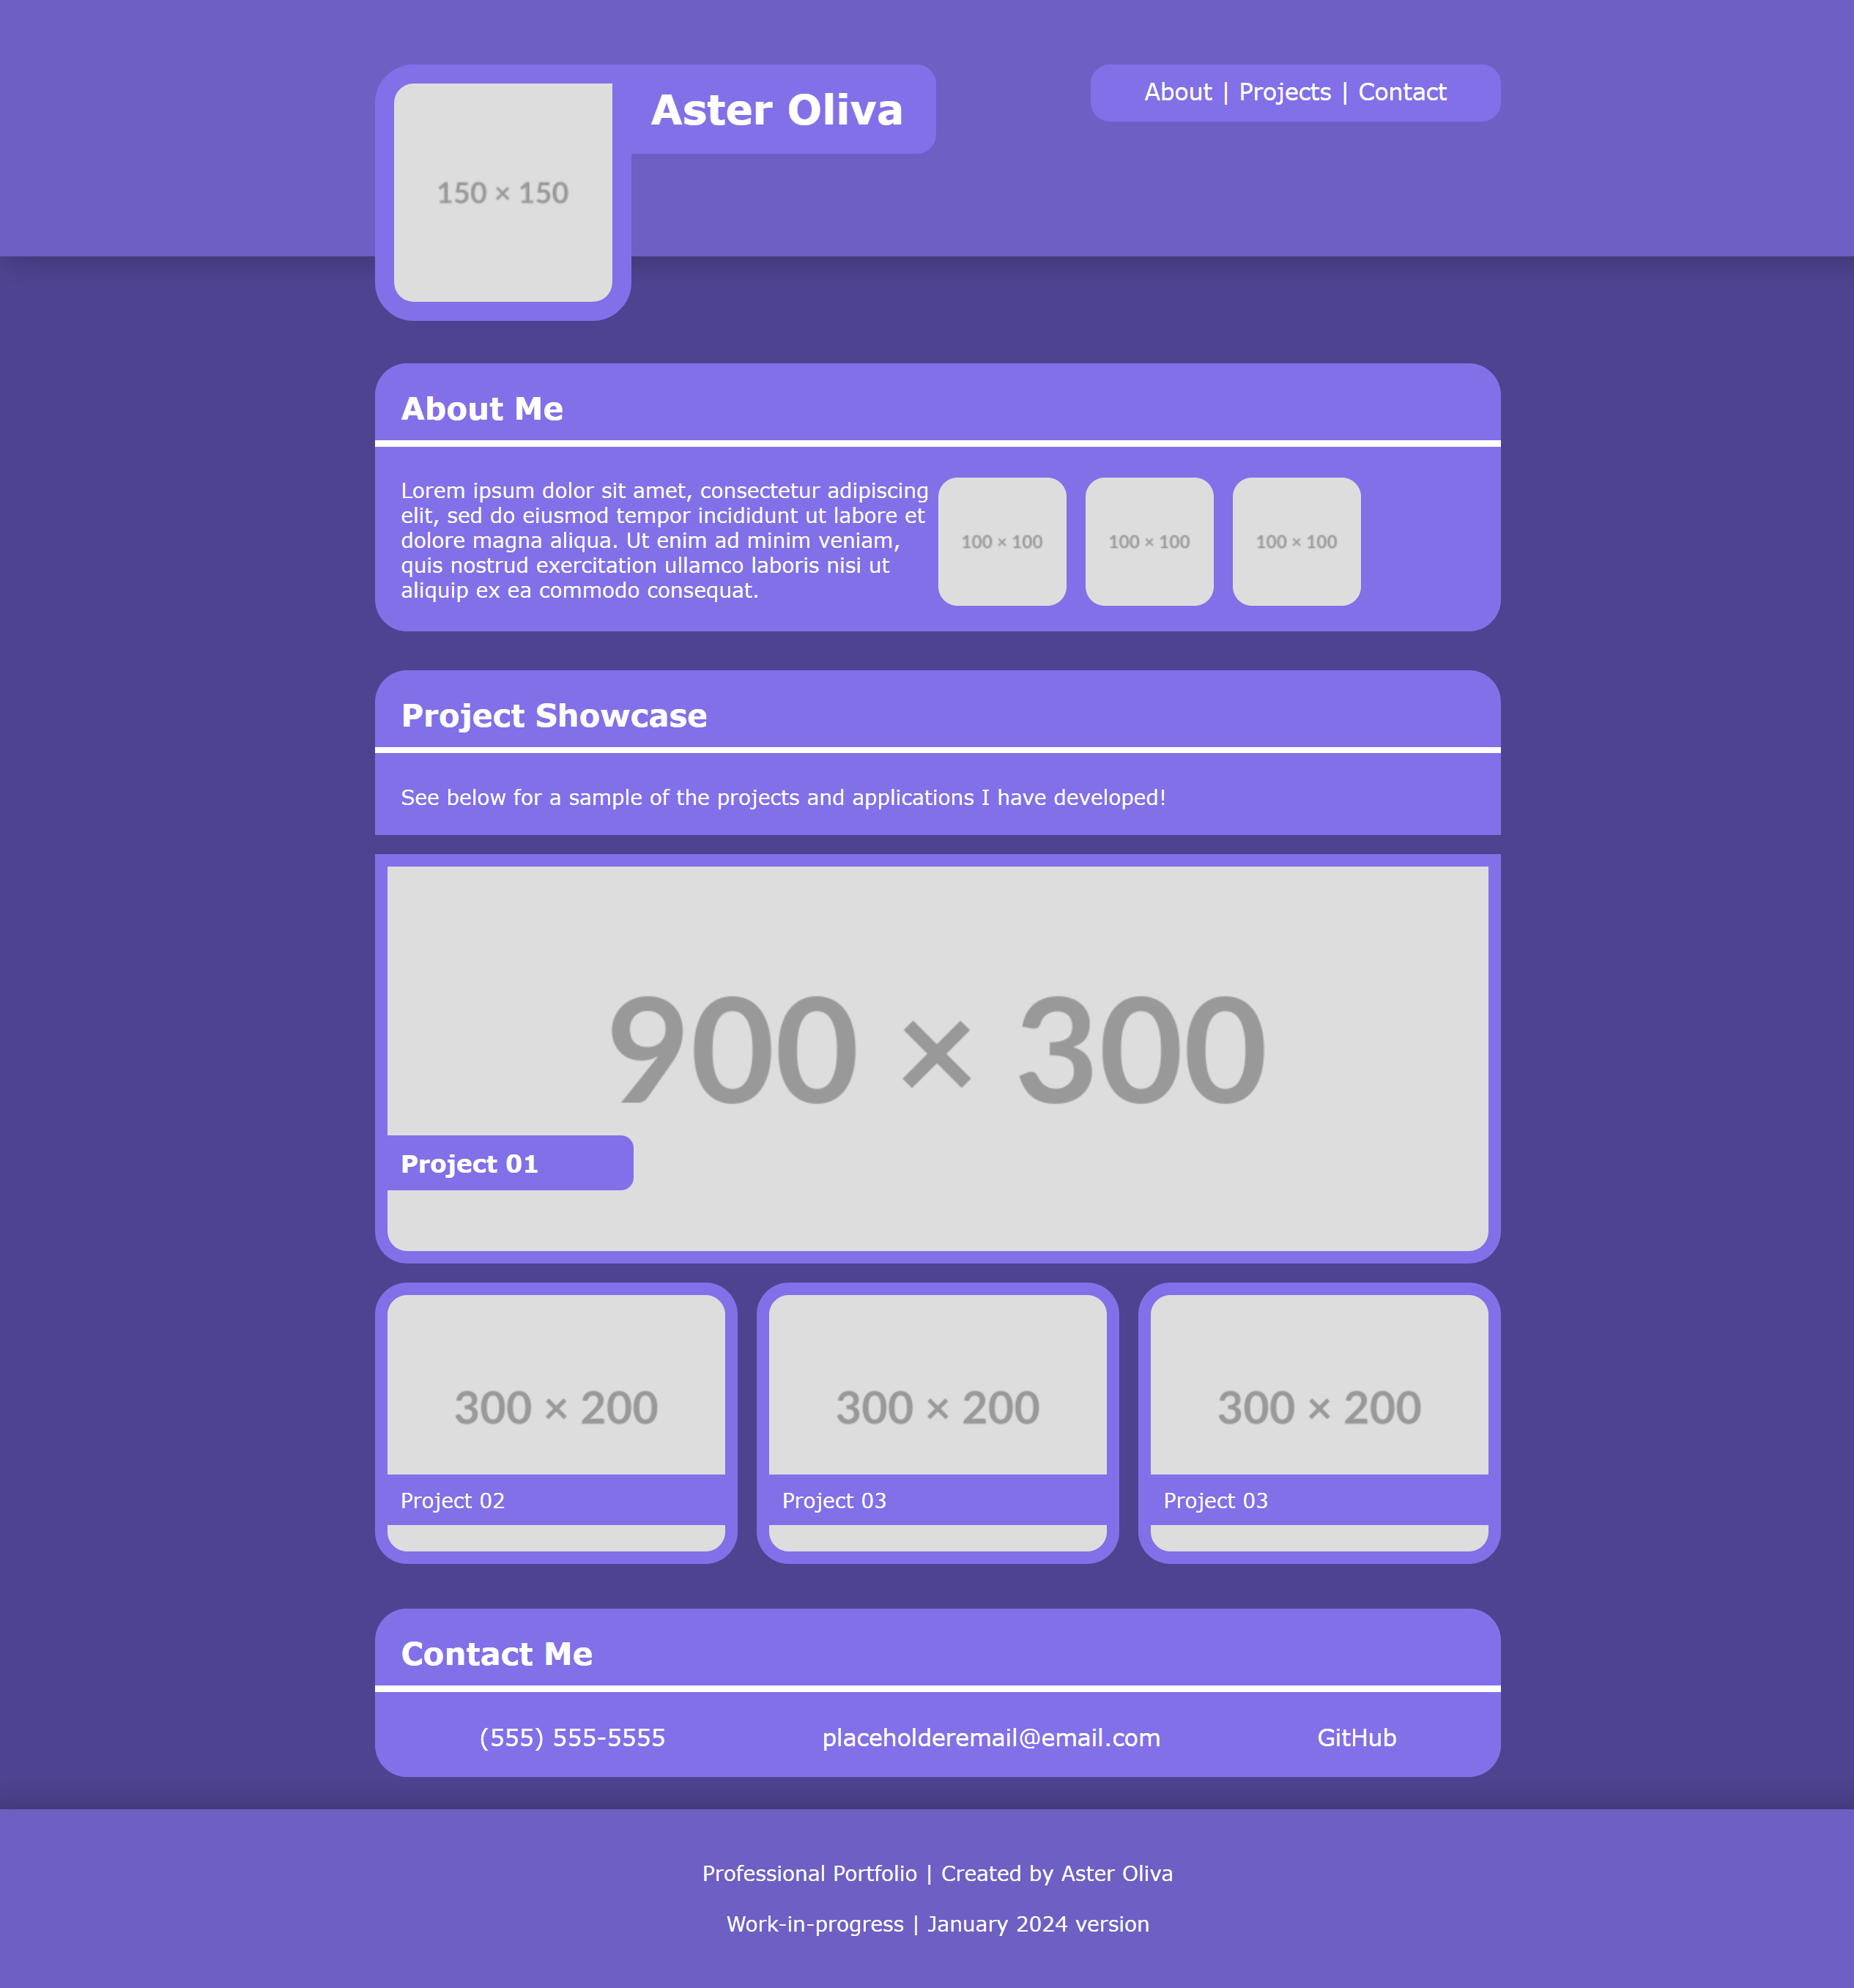 Aster Oliva
About | Projects | Contact
150 × 150
About Me
Lorem ipsum dolor sit amet, consectetur adipiscing
elit, sed do eiusmod tempor incididunt ut labore et
dolore magna aliqua. Ut enim ad minim veniam,
quis nostrud exercitation ullamco laboris nisi ut
aliquip ex ea commodo consequat.
100 × 100
100 × 100
100 × 100
Project Showcase
See below for a sample of the projects and applications I have developed!
900 × 300
Project 01
300 × 200
Project 02
300 × 200
Project 03
300 × 200
Project 03
Contact Me
(555) 555-5555
placeholderemail@email.com
GitHub
Professional Portfolio | Created by Aster Oliva
Work-in-progress | January 2024 version